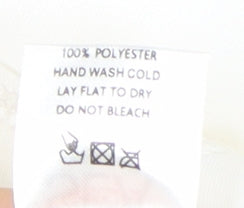 100% POLYESTER
HAND WASH COLD
LAY FLAT TO DRY
DO NOT BLEACH